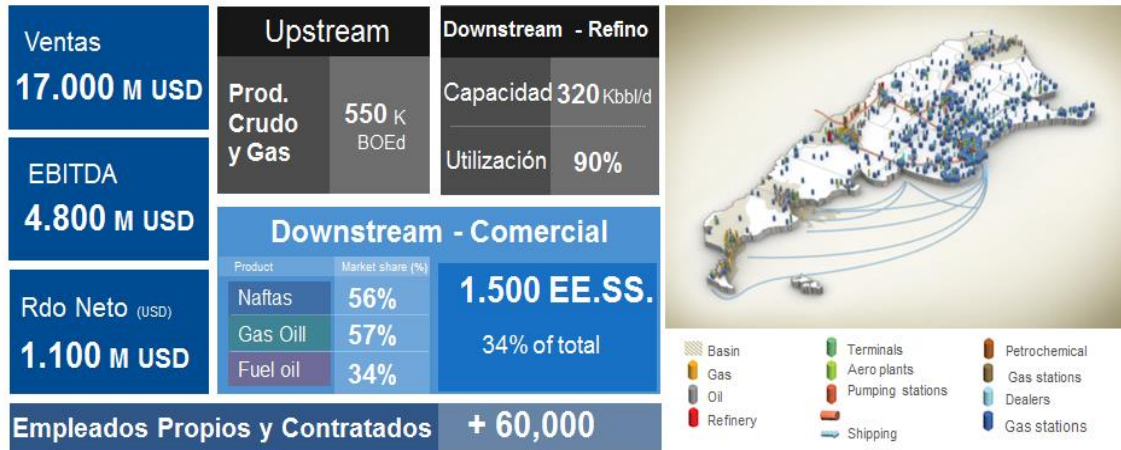 Ventas
17.000 M USD
EBITDA
4.800 M USD
Rdo Neto (USD)
1.100 M USD
Upstream
Prod.
Crudo
y Gas
550 K
BOEd
Downstream - Refino
Capacidad 320 Kbbl/d
Utilización 90%
Downstream - Comercial
Product Market share (%)
Naftas 56%
Gas Oill 57%
Fuel oil 34%
1.500 EE.SS.
34% of total
Empleados Propios y Contratados + 60,000
Basin
Gas
Oil
Refinery
Terminals
Aero plants
Pumping stations
Shipping
Petrochemical
Gas stations
Dealers
Gas stations